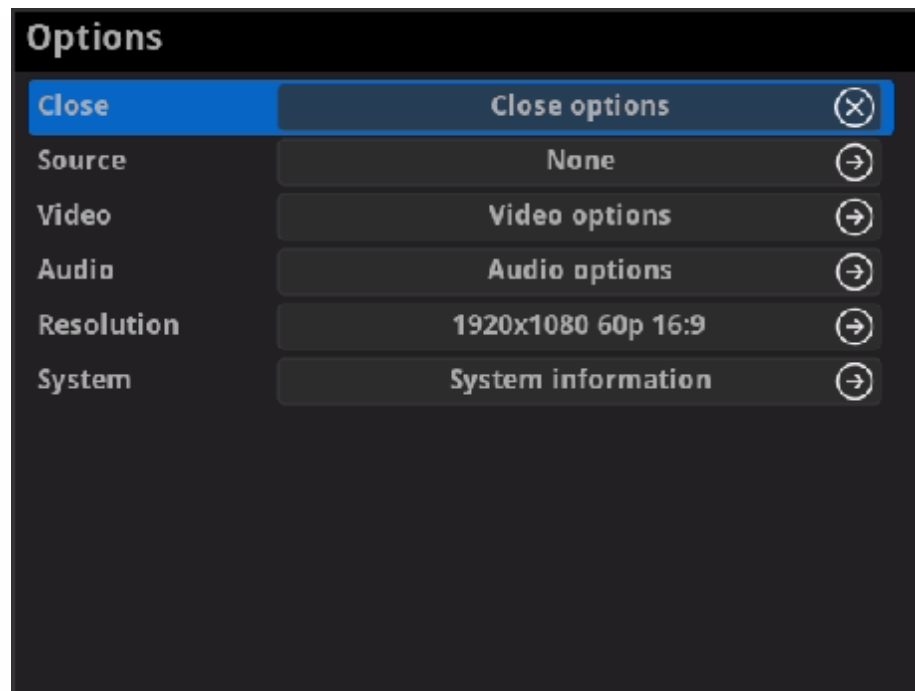 Options
Close Close options
Source None
Video Video options
Audio Audio options
Resolution 1920x1080 60p 16:9
System System information